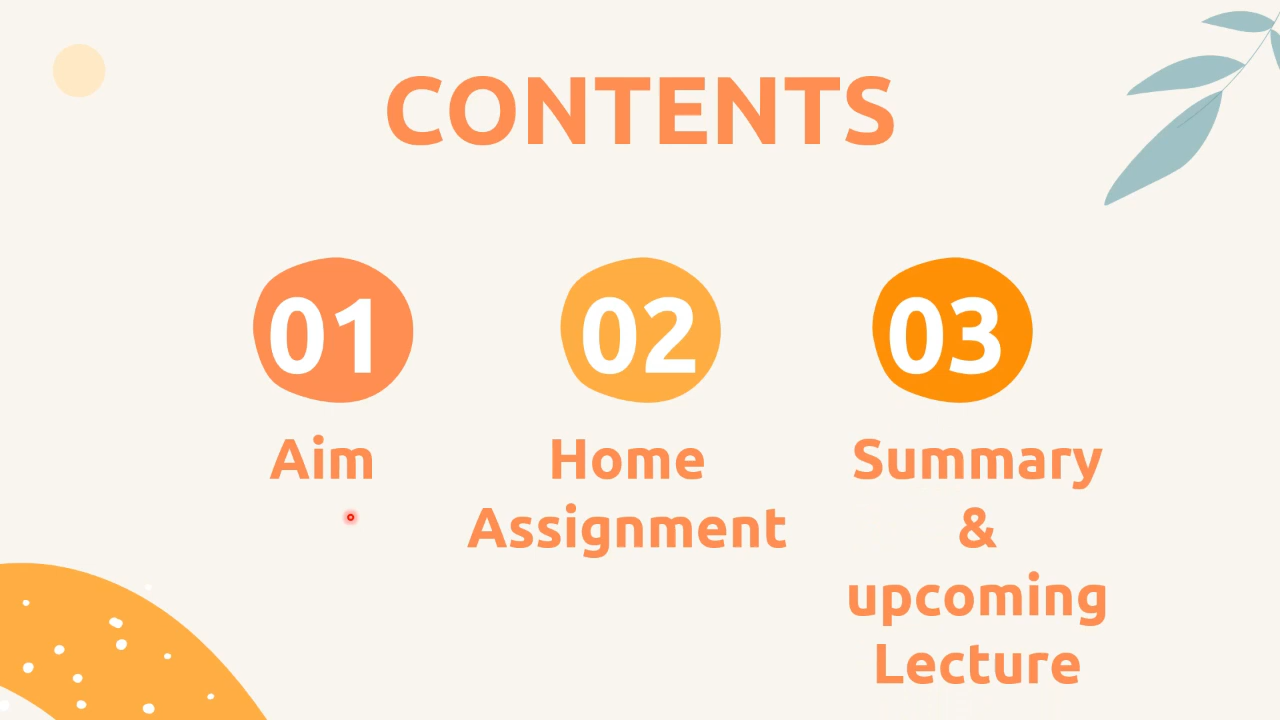 CONTENTS
01
Aim
02
Home
Assignment
03
Summary
&
upcoming
Lecture